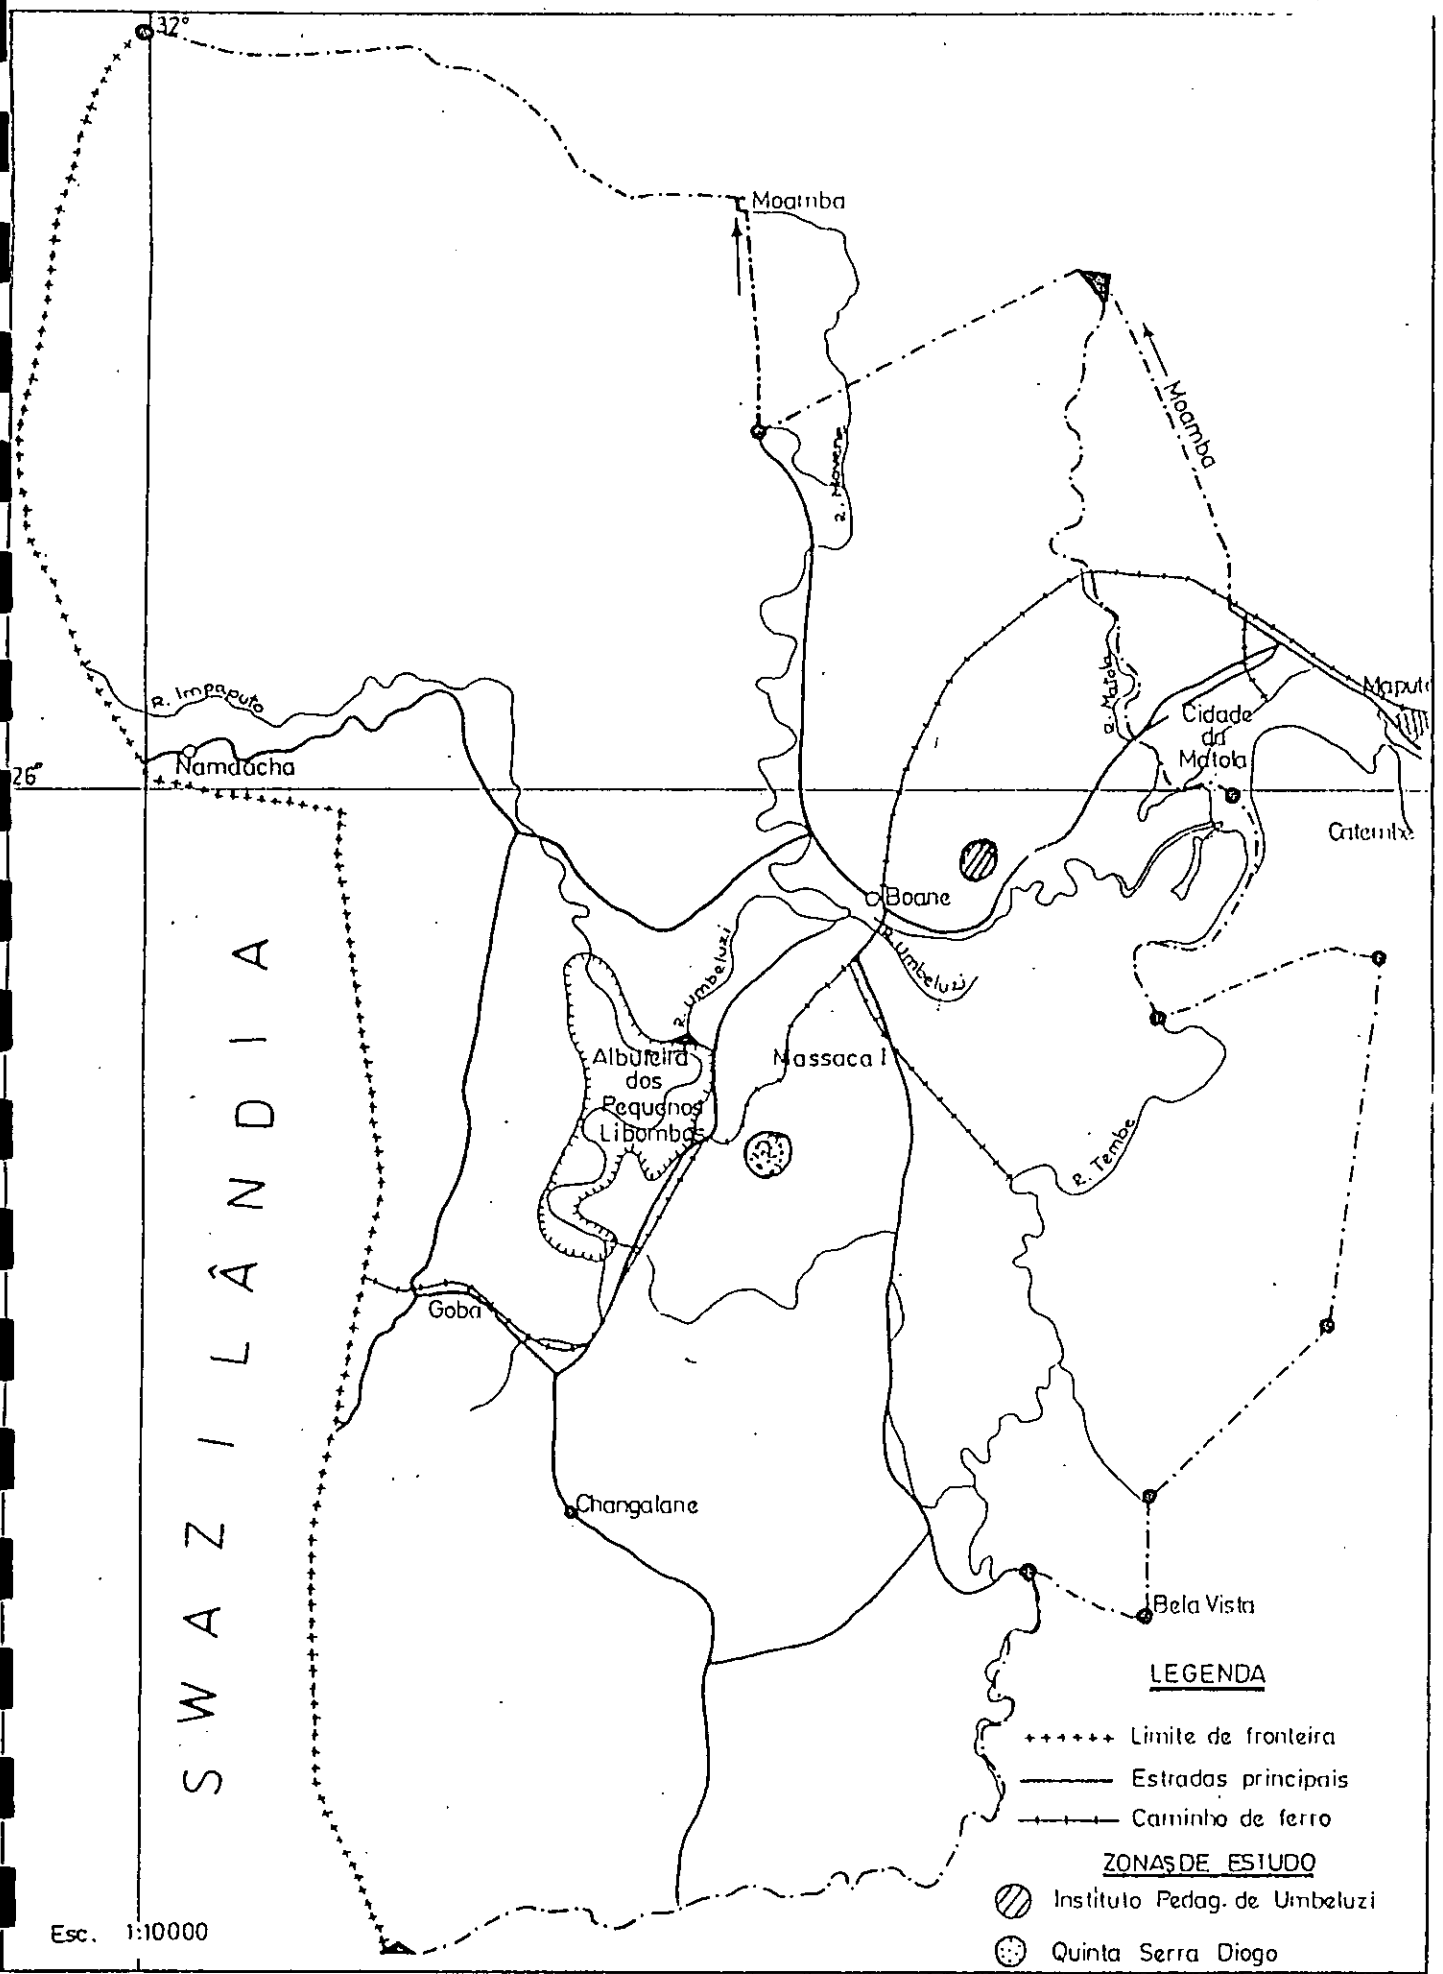 32°
Moamba
Moamba
R. Movene
R. Matola
Maputo
R. Impaputo
Cidade
da
Matola
Namaacha
26°
Catembe
Boane
R. Umbeluzi
R. Umbeluzi
Massaca 1
Albufeira
dos
Pequenos
Libombos
2
R. Tembe
SWAZILÂNDIA
Goba
Changalane
Bela Vista
LEGENDA
Limite de fronteira
Estradas principais
Caminho de ferro
ZONAS DE ESTUDO
Instituto Pedag. de Umbeluzi
Quinta Serra Diogo
Esc. 1:10000